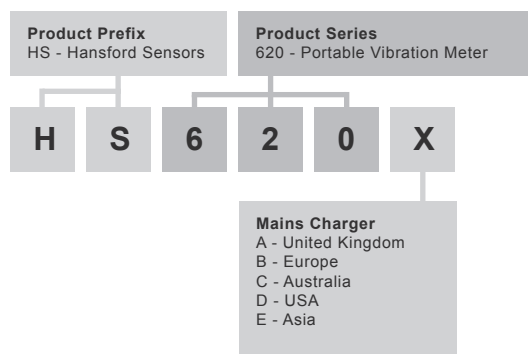 Product Prefix
HS - Hansford Sensors
Product Series
620 - Portable Vibration Meter
H S 6 2 0 X
Mains Charger
A - United Kingdom
B - Europe
C - Australia
D - USA
E - Asia